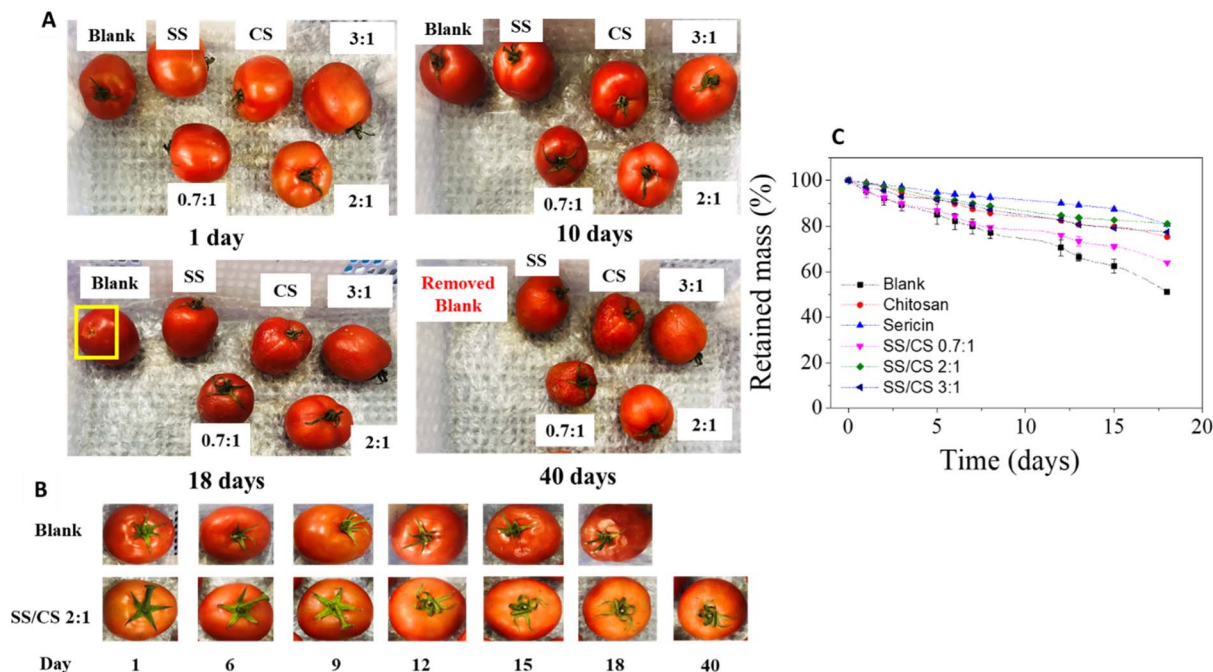 A
Blank SS CS 3:1
0.7:1 2:1
1 day
Blank SS CS 3:1
0.7:1 2:1
10 days
Blank SS CS 3:1
0.7:1 2:1
18 days
Removed
Blank
SS CS 3:1
0.7:1 2:1
40 days
B
Blank
SS/CS 2:1
Day 1 6 9 12 15 18 40
C
Retained mass (%)
100
80
60
40
20
0
Blank
Chitosan
Sericin
SS/CS 0.7:1
SS/CS 2:1
SS/CS 3:1
0 5 10 15 20
Time (days)